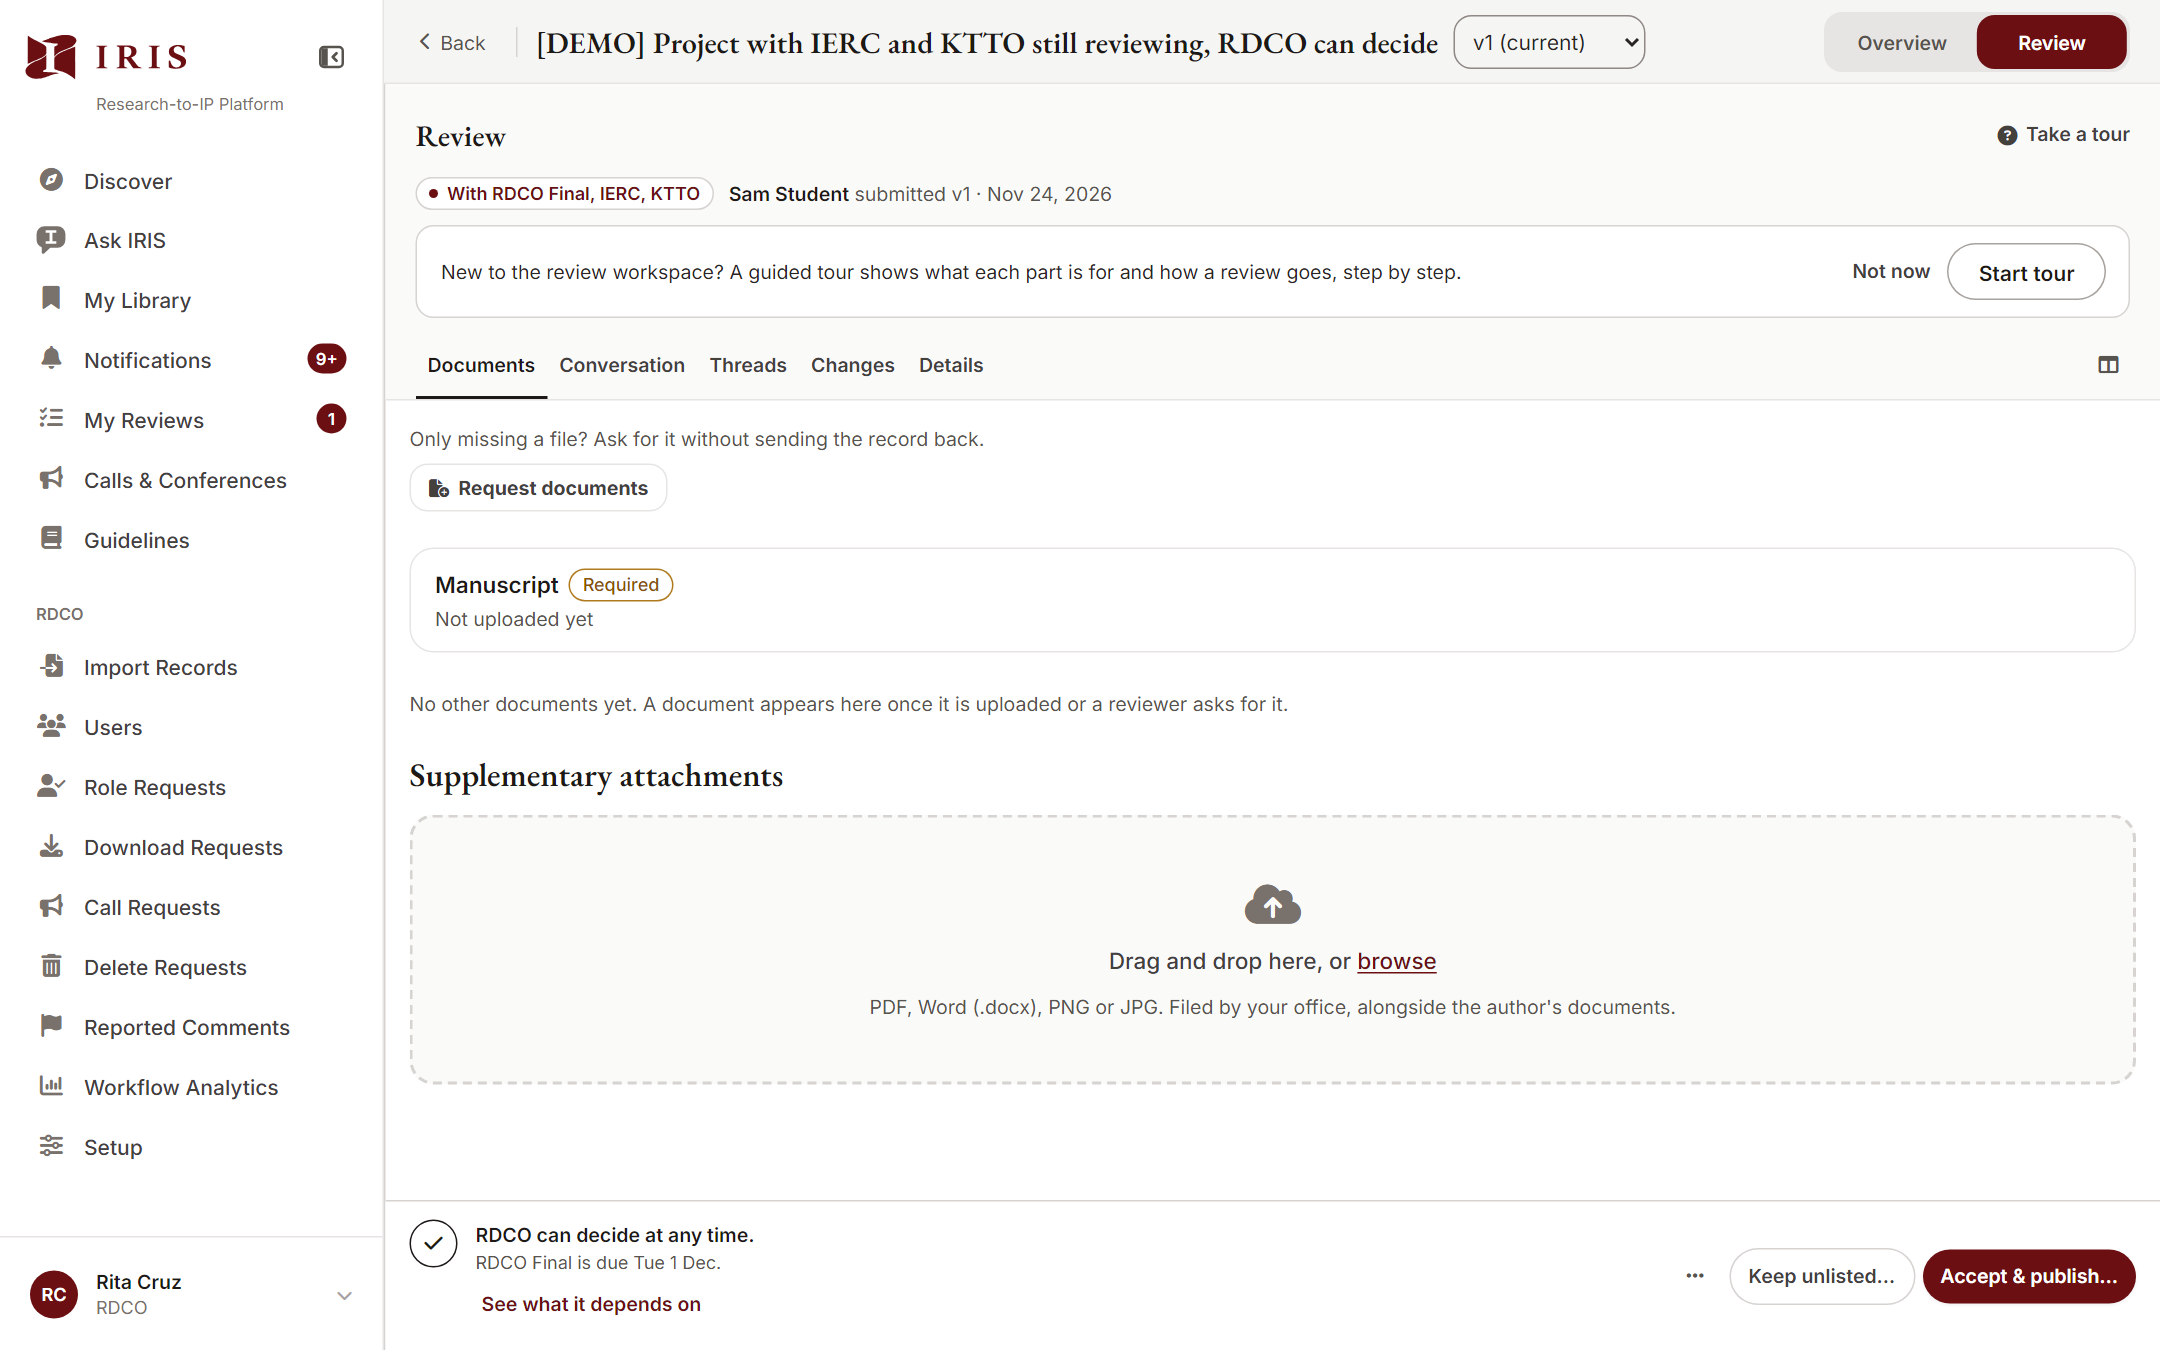 IRIS
Research-to-IP Platform
Discover
Ask IRIS
My Library
Notifications 9+
My Reviews 1
Calls & Conferences
Guidelines
RDCO
Import Records
Users
Role Requests
Download Requests
Call Requests
Delete Requests
Reported Comments
Workflow Analytics
Setup
RC
Rita Cruz
RDCO
Back
[DEMO] Project with IERC and KTTO still reviewing, RDCO can decide
v1 (current)
Overview
Review
Review
Take a tour
With RDCO Final, IERC, KTTO
Sam Student submitted v1 · Nov 24, 2026
New to the review workspace? A guided tour shows what each part is for and how a review goes, step by step.
Not now
Start tour
Documents
Conversation
Threads
Changes
Details
Only missing a file? Ask for it without sending the record back.
Request documents
Manuscript Required
Not uploaded yet
No other documents yet. A document appears here once it is uploaded or a reviewer asks for it.
Supplementary attachments
Drag and drop here, or browse
PDF, Word (.docx), PNG or JPG. Filed by your office, alongside the author's documents.
RDCO can decide at any time.
RDCO Final is due Tue 1 Dec.
See what it depends on
Keep unlisted...
Accept & publish...